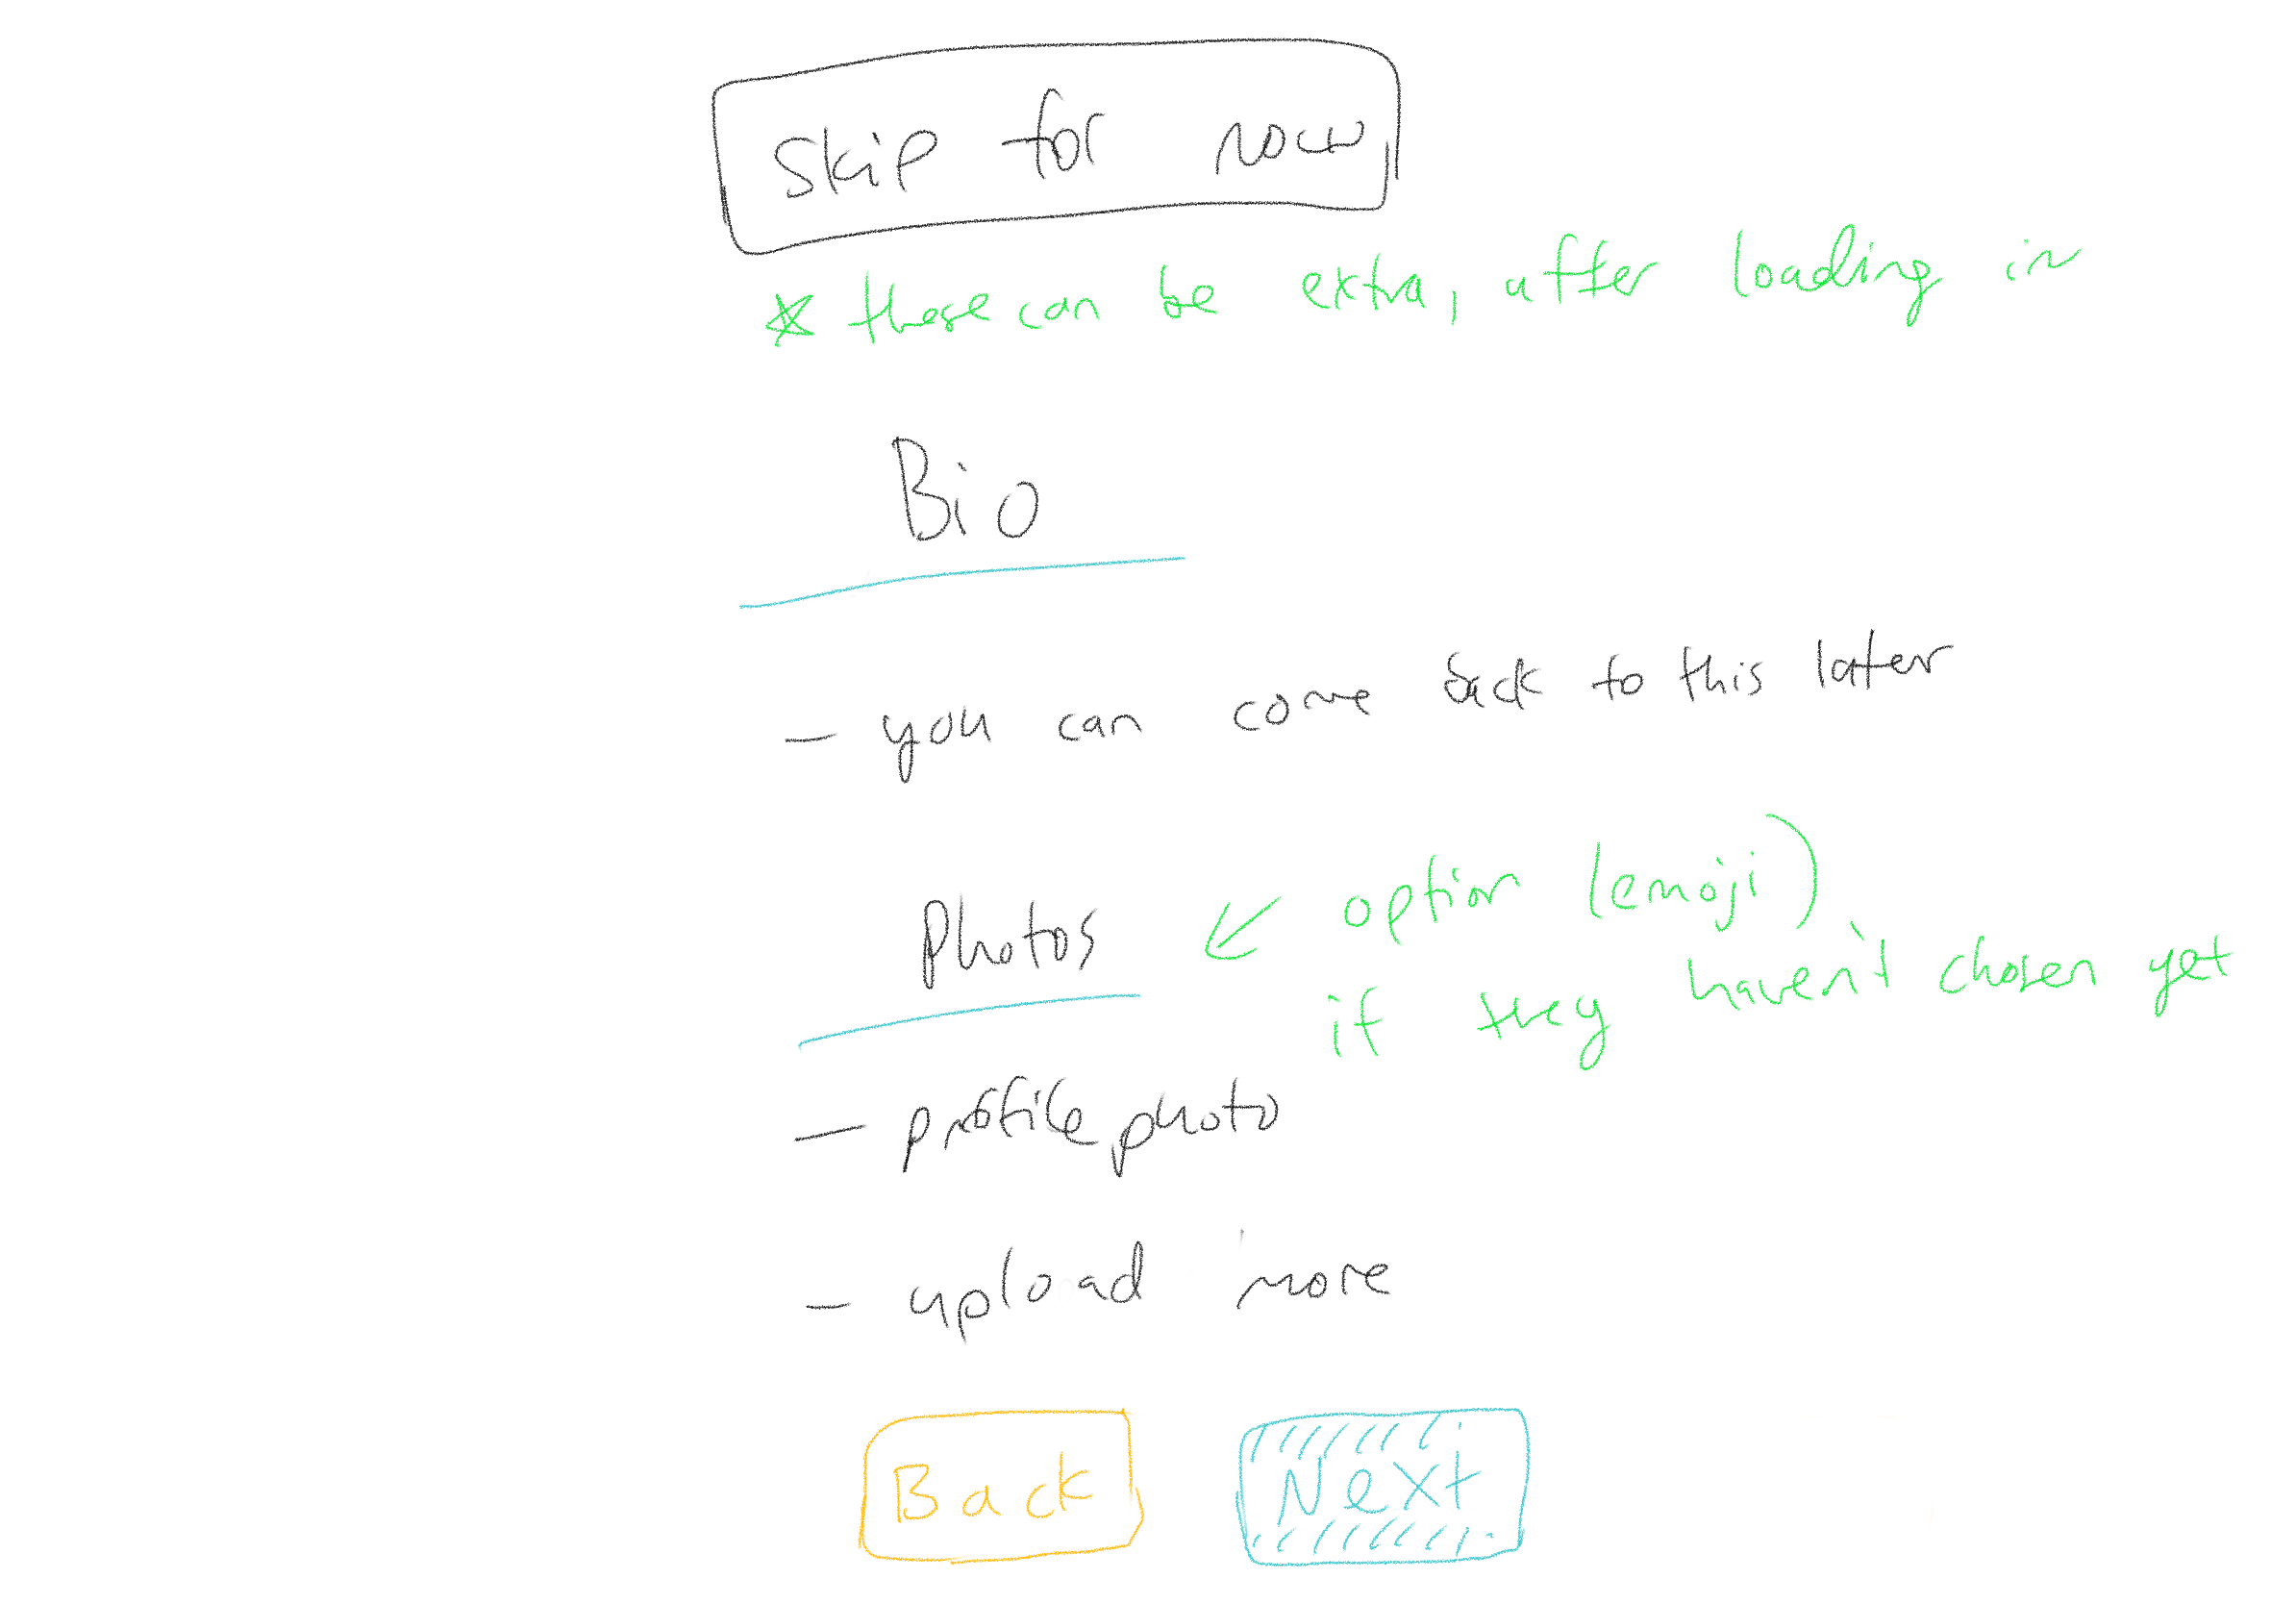 Skip for now
* these can be extra, after loading in
Bio
- you can come back to this later
Photos ← option (emoji)
if they haven't chosen yet
- profile photo
- upload more
Back Next